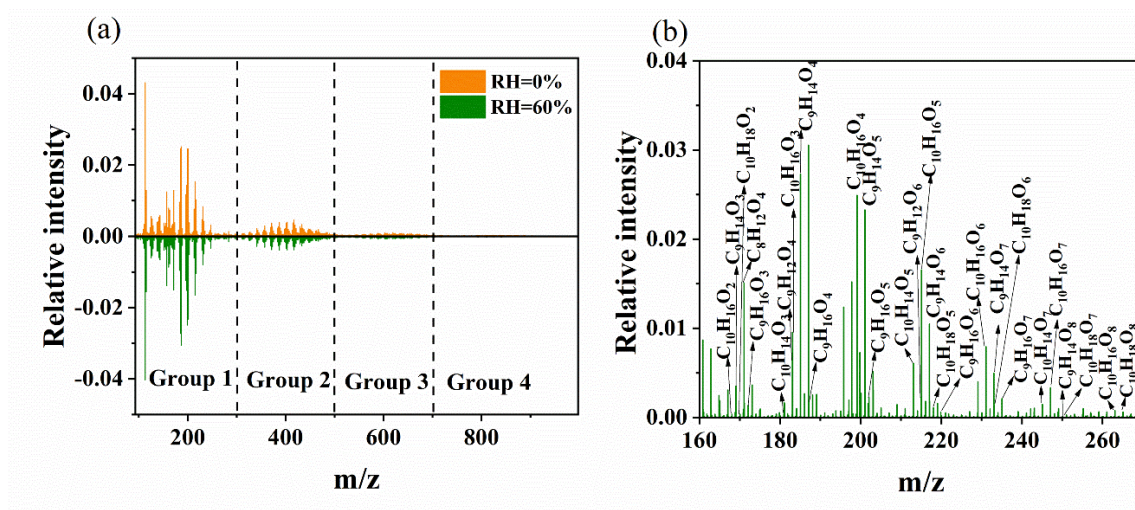 (a)
RH=0%
RH=60%
0.04
0.02
0.00
-0.02
-0.04
Relative intensity
Group 1
Group 2
Group 3
Group 4
200
400
600
800
m/z
(b)
0.04
0.03
0.02
0.01
0.00
Relative intensity
C₁₀H₁₆O₂
C₉H₁₄O₃
C₁₀H₁₈O₂
C₈H₁₂O₄
C₉H₁₆O₃
C₁₀H₁₄O₃
C₉H₁₂O₄
C₁₀H₁₆O₃
C₉H₁₄O₄
C₉H₁₆O₄
C₁₀H₁₆O₄
C₉H₁₄O₅
C₉H₁₆O₅
C₁₀H₁₄O₅
C₉H₁₂O₆
C₁₀H₁₆O₅
C₉H₁₄O₆
C₁₀H₁₈O₅
C₉H₁₆O₆
C₁₀H₁₆O₆
C₉H₁₄O₇
C₁₀H₁₈O₆
C₉H₁₆O₇
C₁₀H₁₄O₇
C₁₀H₁₆O₇
C₉H₁₄O₈
C₁₀H₁₈O₇
C₁₀H₁₆O₈
C₁₀H₁₈O₈
160
180
200
220
240
260
m/z